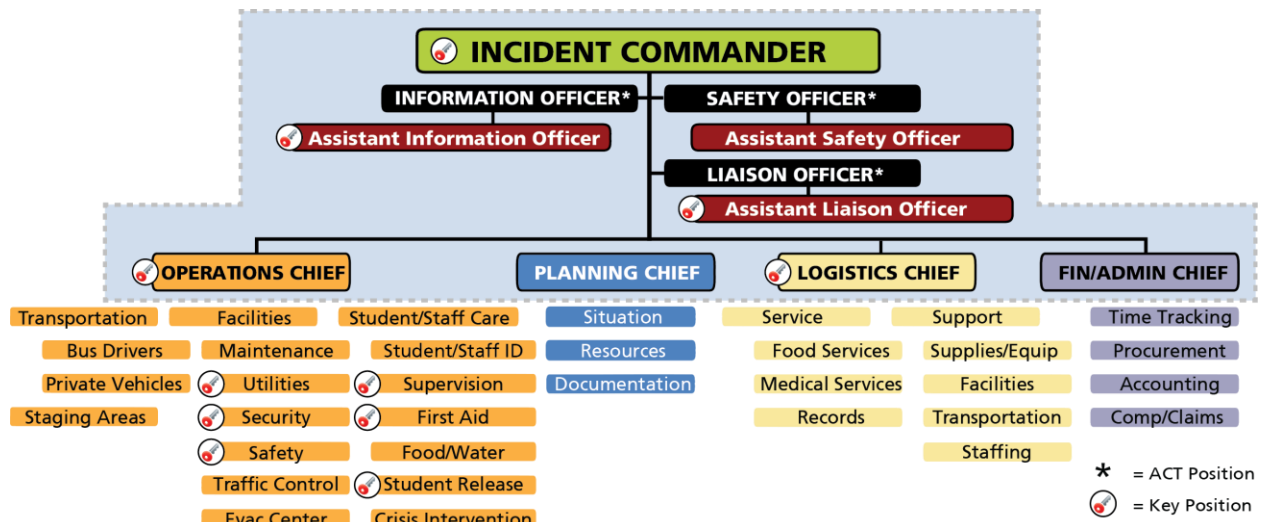 INCIDENT COMMANDER
INFORMATION OFFICER*
SAFETY OFFICER*
Assistant Information Officer
Assistant Safety Officer
LIAISON OFFICER*
Assistant Liaison Officer
OPERATIONS CHIEF
PLANNING CHIEF
LOGISTICS CHIEF
FIN/ADMIN CHIEF
Transportation
Bus Drivers
Private Vehicles
Staging Areas
Facilities
Maintenance
Utilities
Security
Safety
Traffic Control
Evac Center
Student/Staff Care
Student/Staff ID
Supervision
First Aid
Food/Water
Student Release
Crisis Intervention
Situation
Resources
Documentation
Service
Food Services
Medical Services
Records
Support
Supplies/Equip
Facilities
Transportation
Staffing
Time Tracking
Procurement
Accounting
Comp/Claims
* = ACT Position
= Key Position